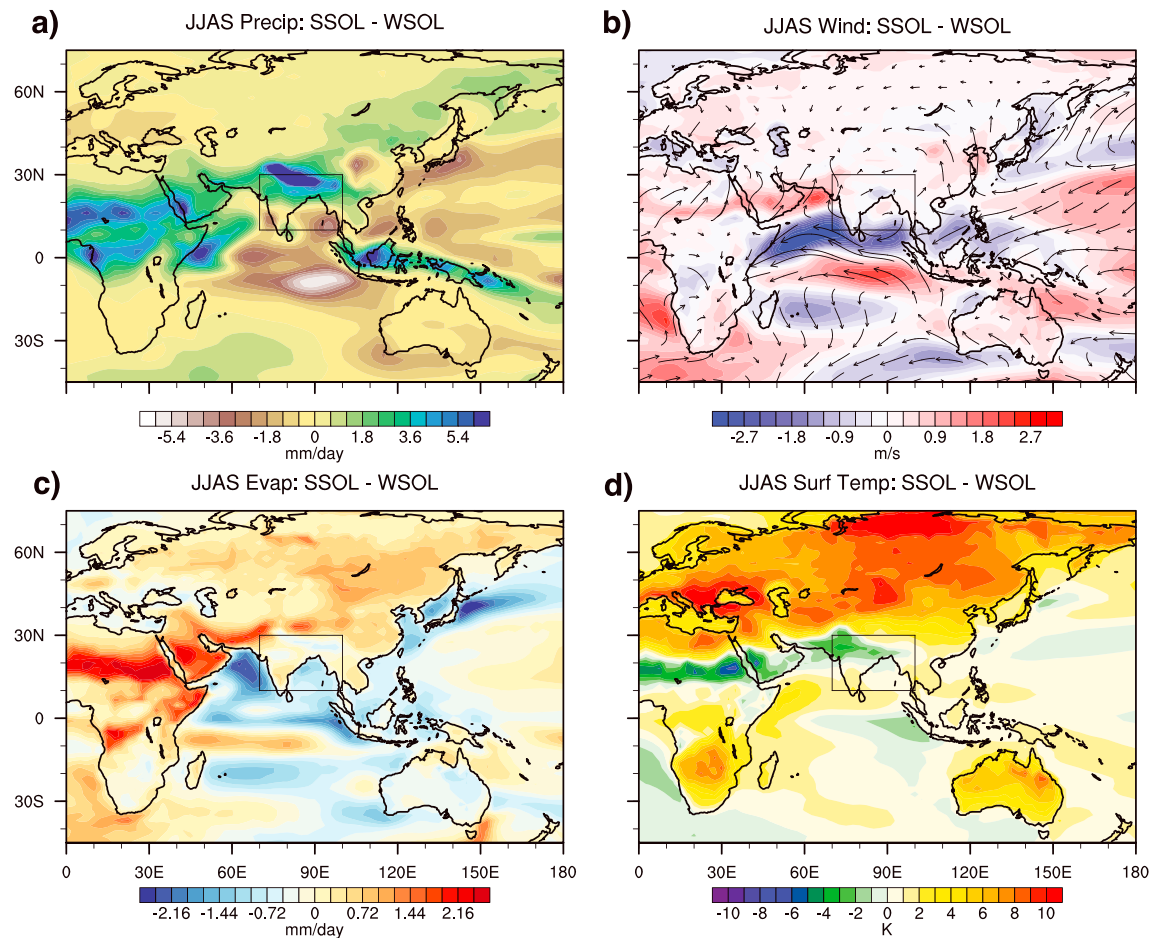 a)
JJAS Precip: SSOL - WSOL
60N
30N
0
30S
-5.4 -3.6 -1.8 0 1.8 3.6 5.4
mm/day
b)
JJAS Wind: SSOL - WSOL
-2.7 -1.8 -0.9 0 0.9 1.8 2.7
m/s
c)
JJAS Evap: SSOL - WSOL
60N
30N
0
30S
0 30E 60E 90E 120E 150E 180
-2.16 -1.44 -0.72 0 0.72 1.44 2.16
mm/day
d)
JJAS Surf Temp: SSOL - WSOL
0 30E 60E 90E 120E 150E 180
-10 -8 -6 -4 -2 0 2 4 6 8 10
K